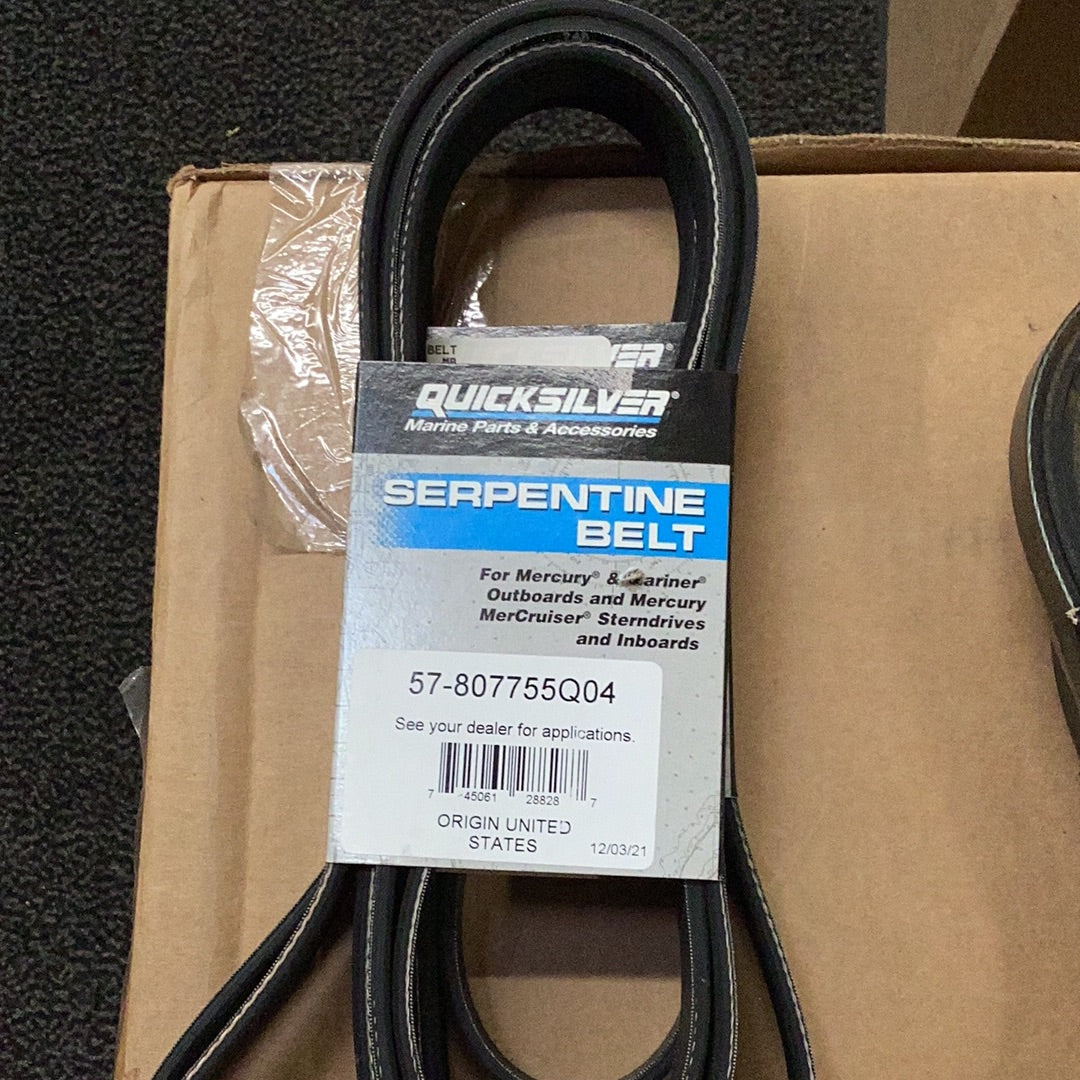 BELT
QUICKSILVER®
Marine Parts & Accessories
SERPENTINE
BELT
For Mercury® & Mariner®
Outboards and Mercury
MerCruiser® Sterndrives
and Inboards
57-807755Q04
See your dealer for applications.
7 45061 28828 7
ORIGIN UNITED
STATES
12/03/21